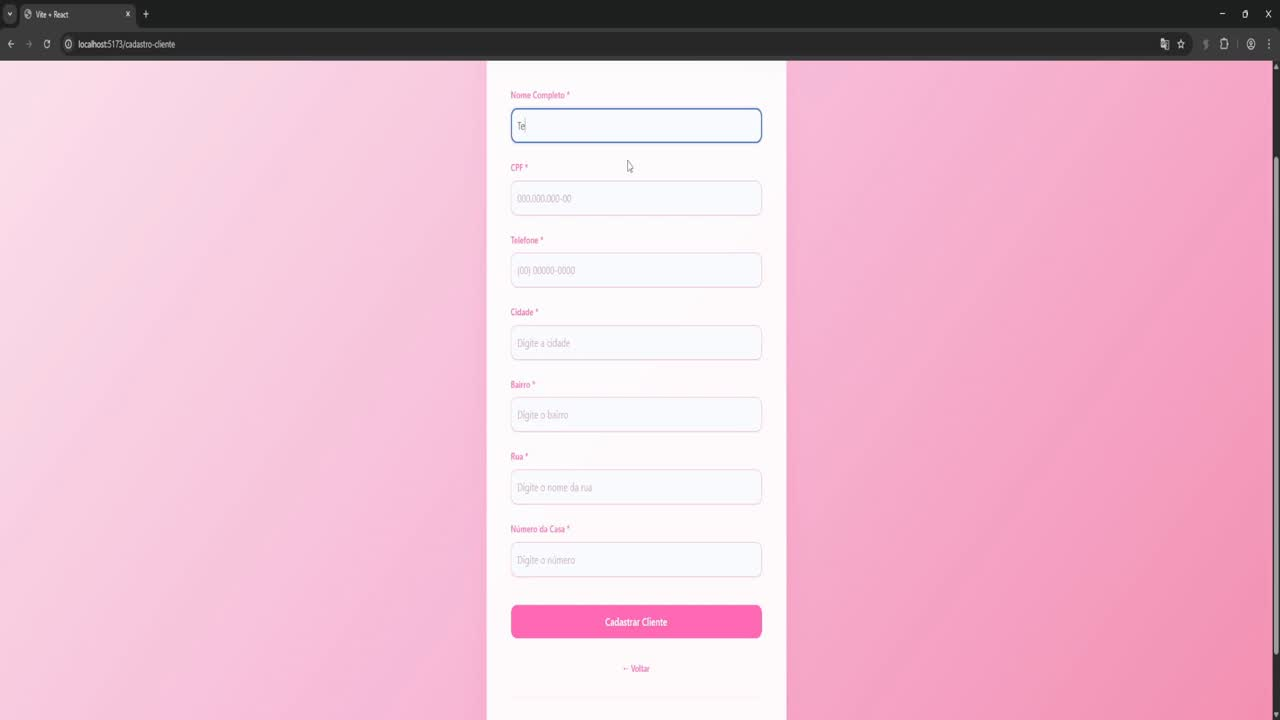 Vite + React
localhost:5173/cadastro-cliente
Nome Completo *
Te
CPF *
000.000.000-00
Telefone *
(00) 00000-0000
Cidade *
Digite a cidade
Bairro *
Digite o bairro
Rua *
Digite o nome da rua
Número da Casa *
Digite o número
Cadastrar Cliente
← Voltar